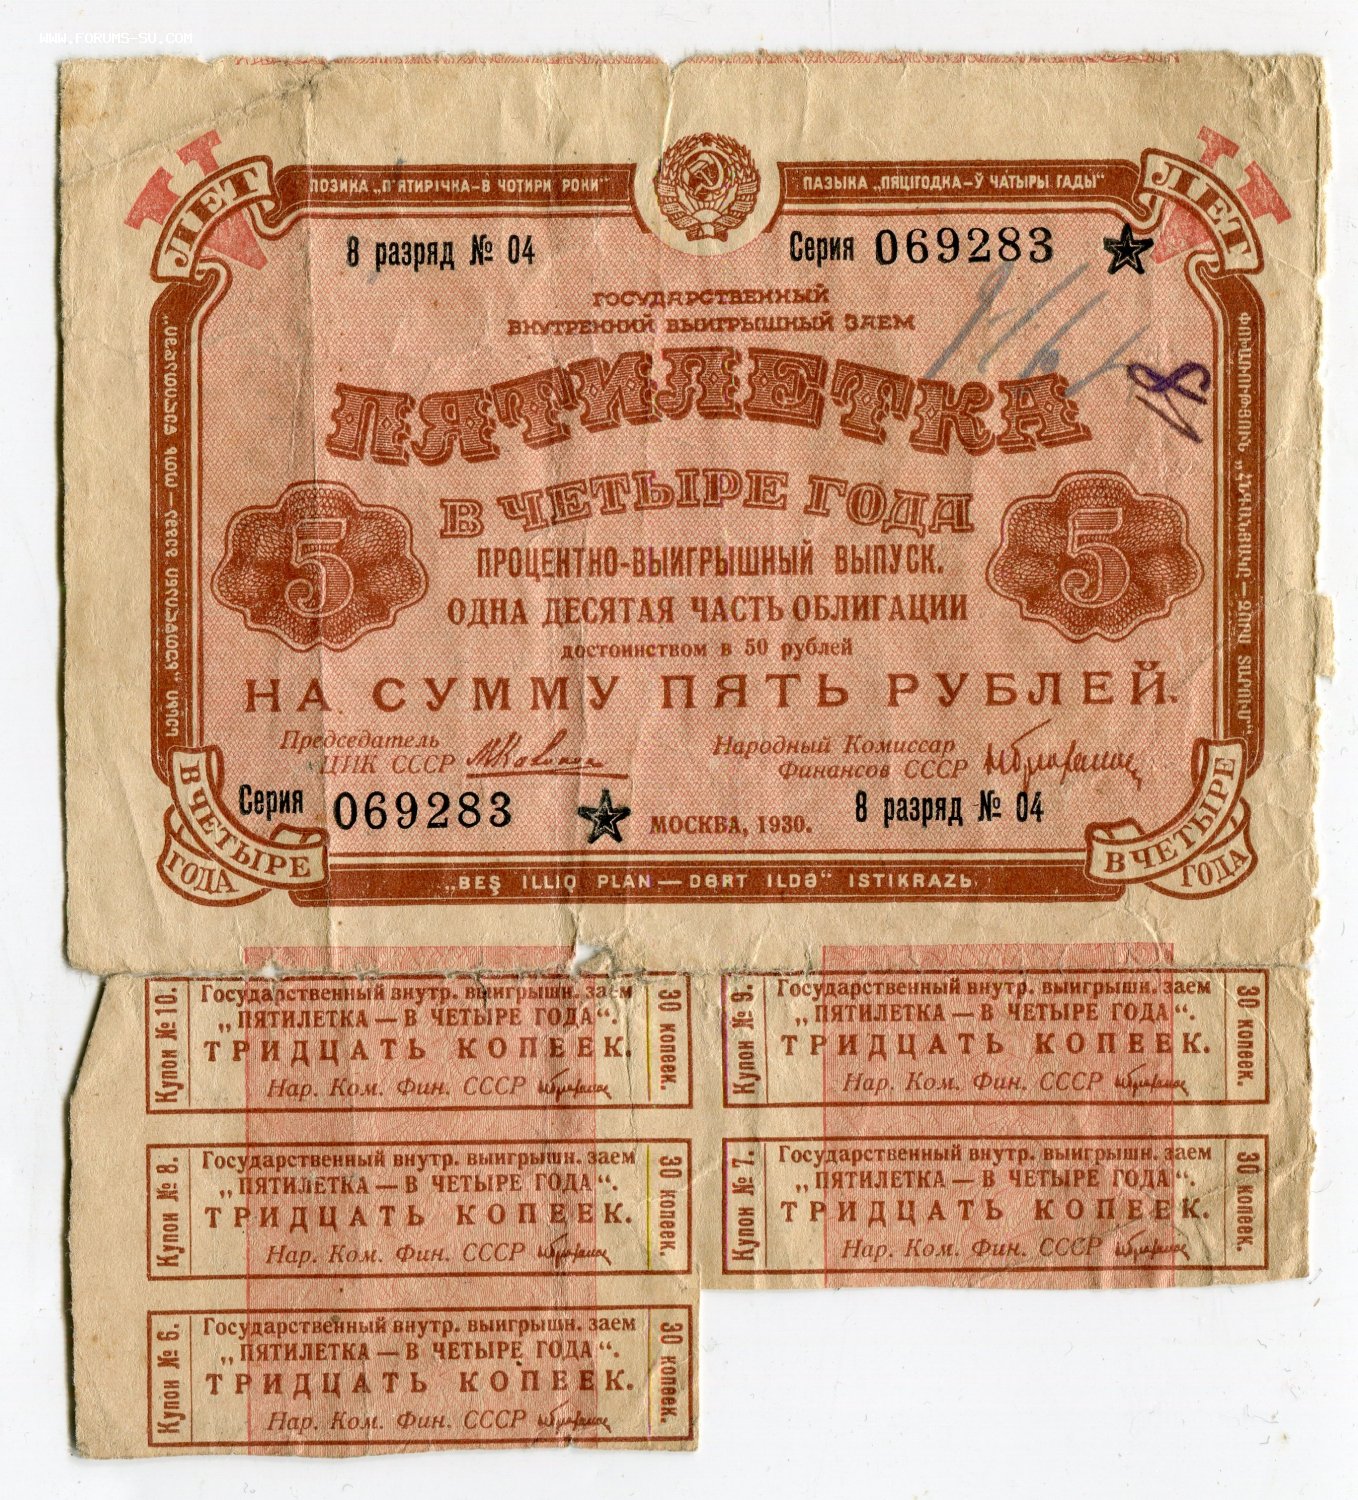 WWW.FORUMS-SU.COM
ЛЕТ
ПОЗИКА „П'ЯТИРІЧКА–В ЧОТИРИ РОКИ"
ПАЗЫКА „ПЯЦІГОДКА–Ў ЧАТЫРЫ ГАДЫ"
ЛЕТ
8 разряд № 04
Серия 069283
ГОСУДАРСТВЕННЫЙ
ВНУТРЕННИЙ ВЫИГРЫШНЫЙ ЗАЕМ
ПЯТИЛЕТКА
В ЧЕТЫРЕ ГОДА
5
5
ПРОЦЕНТНО-ВЫИГРЫШНЫЙ ВЫПУСК.
ОДНА ДЕСЯТАЯ ЧАСТЬ ОБЛИГАЦИИ
достоинством в 50 рублей
НА СУММУ ПЯТЬ РУБЛЕЙ.
Председатель
ЦИК СССР
Народный Комиссар
Финансов СССР
Серия 069283
МОСКВА, 1930.
8 разряд № 04
В ЧЕТЫРЕ
ГОДА
В ЧЕТЫРЕ
ГОДА
„BEŞ ILLIQ PLAN — DƟRT ILDƏ" ISTIKRAZЬ
Купон № 10.
Государственный внутр. выигрышн. заем
„ПЯТИЛЕТКА — В ЧЕТЫРЕ ГОДА".
ТРИДЦАТЬ КОПЕЕК.
Нар. Ком. Фин. СССР
30 копеек.
Купон № 9.
Государственный внутр. выигрышн. заем
„ПЯТИЛЕТКА — В ЧЕТЫРЕ ГОДА".
ТРИДЦАТЬ КОПЕЕК.
Нар. Ком. Фин. СССР
30 копеек.
Купон № 8.
Государственный внутр. выигрышн. заем
„ПЯТИЛЕТКА — В ЧЕТЫРЕ ГОДА".
ТРИДЦАТЬ КОПЕЕК.
Нар. Ком. Фин. СССР
30 копеек.
Купон № 7.
Государственный внутр. выигрышн. заем
„ПЯТИЛЕТКА — В ЧЕТЫРЕ ГОДА".
ТРИДЦАТЬ КОПЕЕК.
Нар. Ком. Фин. СССР
30 копеек.
Купон № 6.
Государственный внутр. выигрышн. заем
„ПЯТИЛЕТКА — В ЧЕТЫРЕ ГОДА".
ТРИДЦАТЬ КОПЕЕК.
Нар. Ком. Фин. СССР
30 копеек.